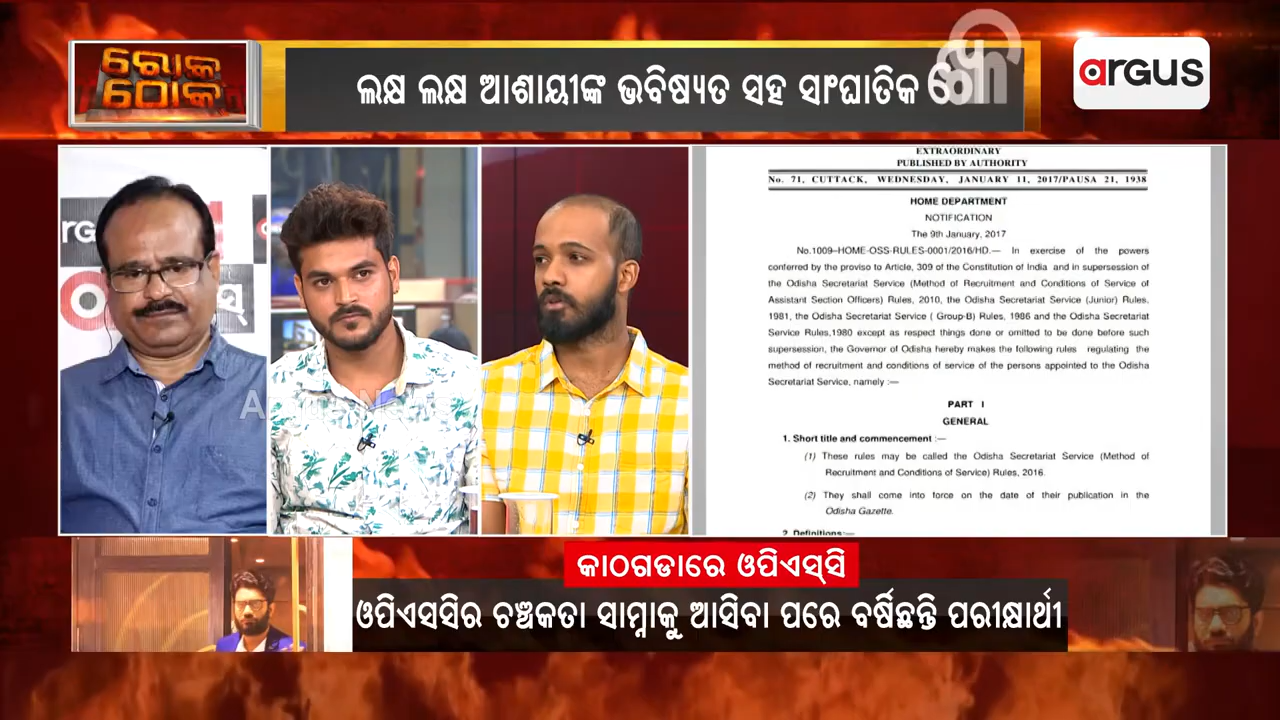 ରୋକ
ଠୋକ
ଲକ୍ଷ ଲକ୍ଷ ଆଶାୟୀଙ୍କ ଭବିଷ୍ୟତ ସହ ସାଂଘାତିକ
argus
EXTRAORDINARY
PUBLISHED BY AUTHORITY
No. 71, CUTTACK, WEDNESDAY, JANUARY 11, 2017/PAUSA 21, 1938
HOME DEPARTMENT
NOTIFICATION
The 9th January, 2017
No.1009–HOME-OSS-RULES-0001/2016/HD.— In exercise of the powers
conferred by the proviso to Article, 309 of the Constitution of India and in supersession of
the Odisha Secretariat Service (Method of Recruitment and Conditions of Service of
Assistant Section Officers) Rules, 2010, the Odisha Secretariat Service (Junior) Rules,
1981, the Odisha Secretariat Service ( Group-B) Rules, 1986 and the Odisha Secretariat
Service Rules,1980 except as respect things done or omitted to be done before such
supersession, the Governor of Odisha hereby makes the following rules regulating the
method of recruitment and conditions of service of the persons appointed to the Odisha
Secretariat Service, namely :—
PART I
GENERAL
1. Short title and commencement :—
(1) These rules may be called the Odisha Secretariat Service (Method of
Recruitment and Conditions of Service) Rules, 2016.
(2) They shall come into force on the date of their publication in the
Odisha Gazette.
2. Definitions:—
କାଠଗଡାରେ ଓପିଏସ୍‌ସି
ଓପିଏସସିର ଚଞ୍ଚକତା ସାମ୍ନାକୁ ଆସିବା ପରେ ବର୍ଷିଛନ୍ତି ପରୀକ୍ଷାର୍ଥୀ